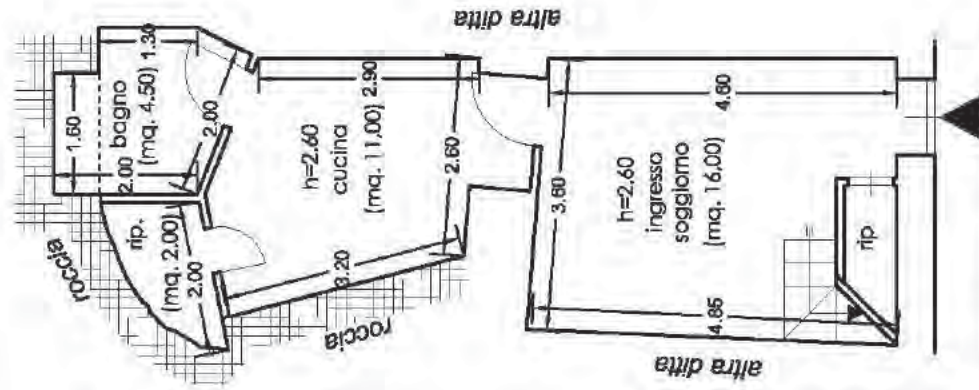 altra ditta
1.30
1.60
bagno
(mq. 4.50)
2.00
2.00
roccia
rip.
(mq. 2.00)
2.00
2.90
h=2.60
cucina
(mq. 11,00)
2.60
3.20
roccia
3.60
4.60
h=2,60
ingresso
soggiorno
(mq. 16,00)
4.85
rip.
altra ditta